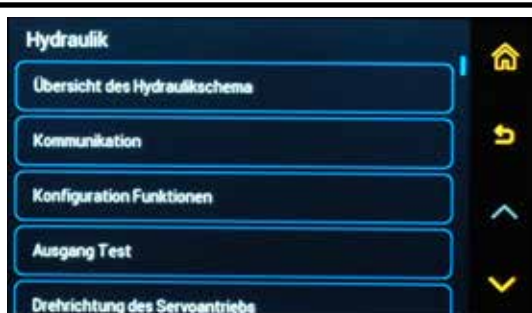 Hydraulik
Übersicht des Hydraulikschema
Kommunikation
Konfiguration Funktionen
Ausgang Test
Drehrichtung des Servoantriebs